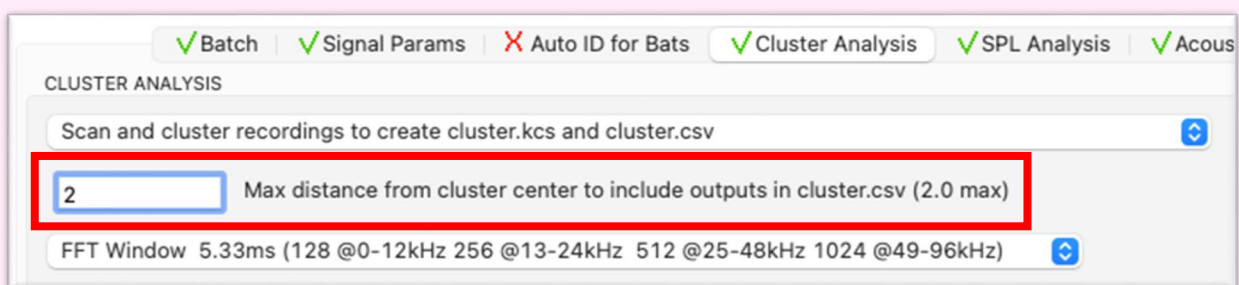 Batch Signal Params Auto ID for Bats Cluster Analysis SPL Analysis Acous
CLUSTER ANALYSIS
Scan and cluster recordings to create cluster.kcs and cluster.csv
2 Max distance from cluster center to include outputs in cluster.csv (2.0 max)
FFT Window 5.33ms (128 @0-12kHz 256 @13-24kHz 512 @25-48kHz 1024 @49-96kHz)